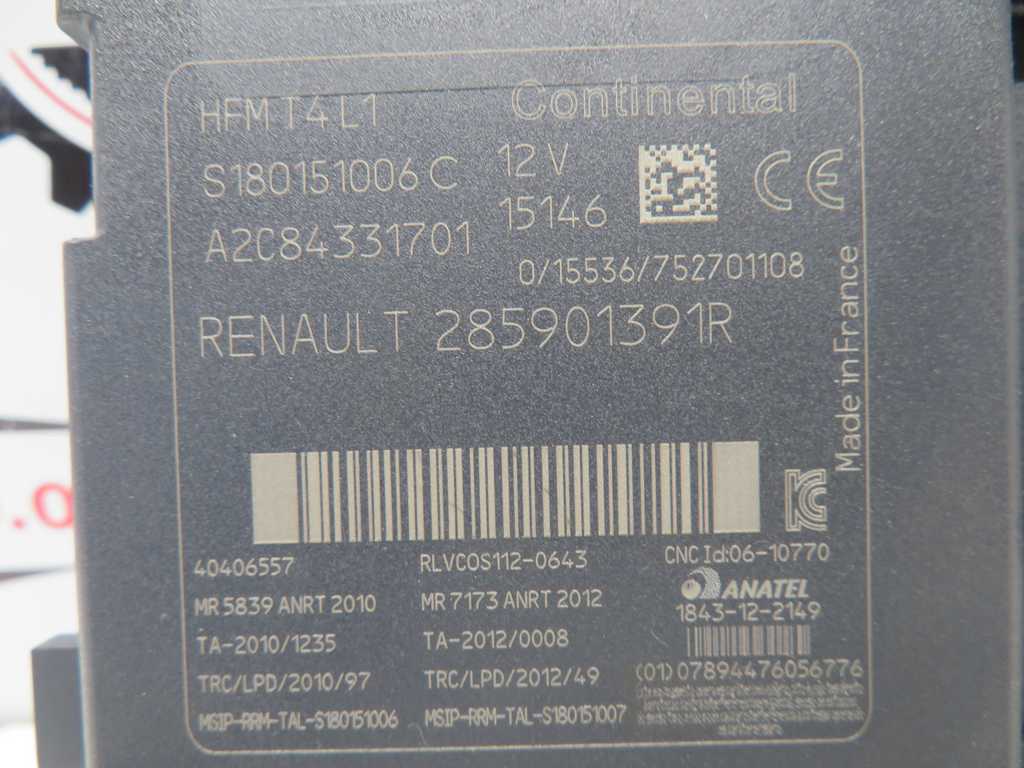 HFM T4 L1
Continental
S180151006 C
12 V
CE
A2C84331701
15146
0/15536/752701108
RENAULT 285901391R
Made in France
40406557
RLVCOS112-0643
CNC Id:06-10770
ANATEL
MR 5839 ANRT 2010
MR 7173 ANRT 2012
1843-12-2149
TA-2010/1235
TA-2012/0008
TRC/LPD/2010/97
TRC/LPD/2012/49
(01) 07894476056776
MSIP-RRM-TAL-S180151006
MSIP-RRM-TAL-S180151007